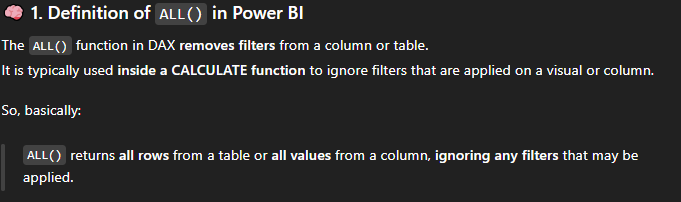 🧠 1. Definition of ALL() in Power BI
The ALL() function in DAX removes filters from a column or table.
It is typically used inside a CALCULATE function to ignore filters that are applied on a visual or column.
So, basically:
ALL() returns all rows from a table or all values from a column, ignoring any filters that may be
applied.